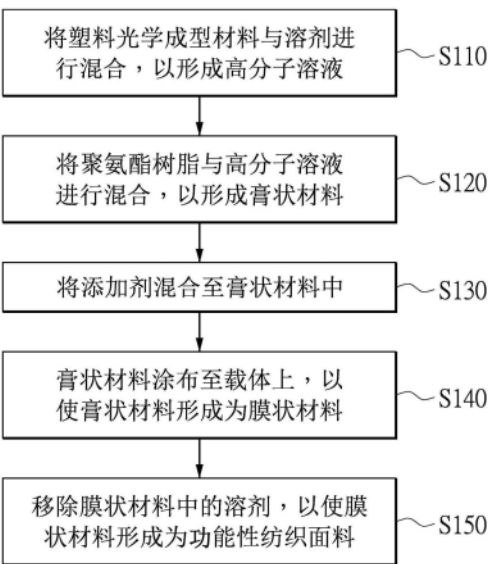 将塑料光学成型材料与溶剂进
行混合，以形成高分子溶液
S110
将聚氨酯树脂与高分子溶液
进行混合，以形成膏状材料
S120
将添加剂混合至膏状材料中
S130
膏状材料涂布至载体上，以
使膏状材料形成为膜状材料
S140
移除膜状材料中的溶剂，以使膜
状材料形成为功能性纺织面料
S150